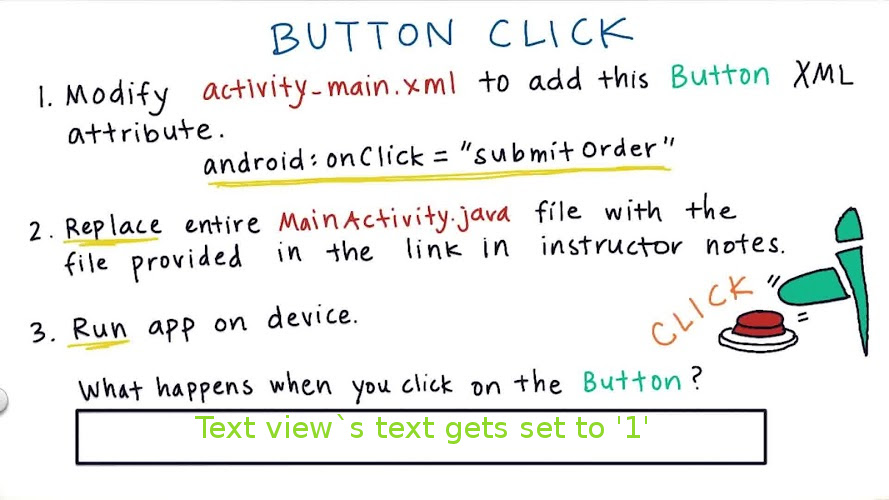 BUTTON CLICK
1. Modify activity_main.xml to add this Button XML
attribute.
android:onClick = "submitOrder"
2. Replace entire MainActivity.java file with the
file provided in the link in instructor notes.
3. Run app on device.
CLICK
What happens when you click on the Button?
Text view`s text gets set to '1'